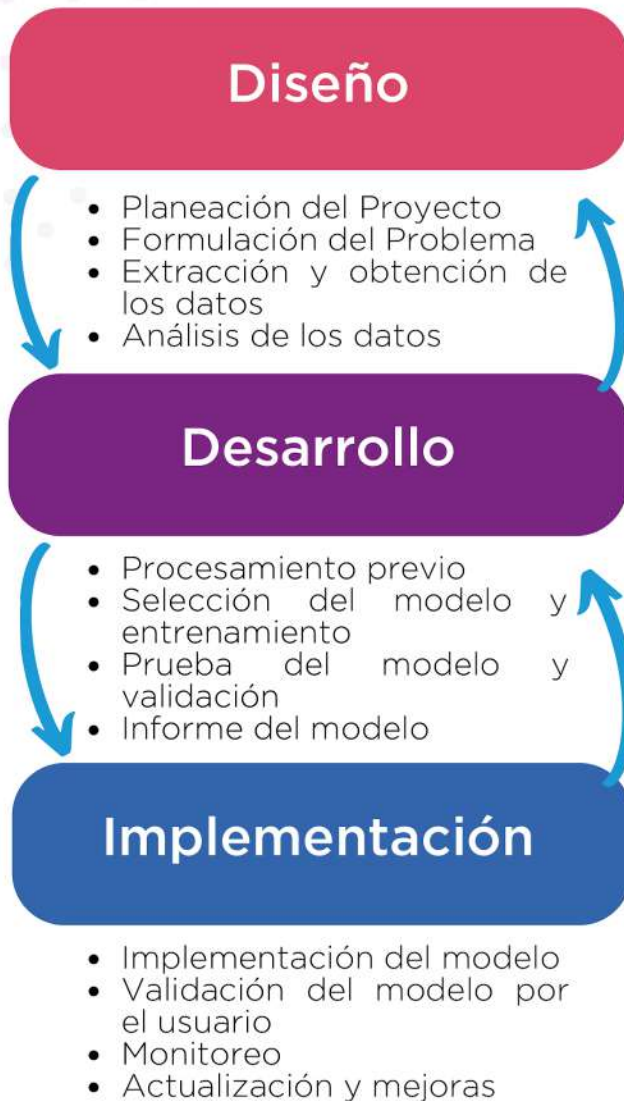 Diseño
• Planeación del Proyecto
• Formulación del Problema
• Extracción y obtención de
los datos
• Análisis de los datos
Desarrollo
• Procesamiento previo
• Selección del modelo y
entrenamiento
• Prueba del modelo y
validación
• Informe del modelo
Implementación
• Implementación del modelo
• Validación del modelo por
el usuario
• Monitoreo
• Actualización y mejoras